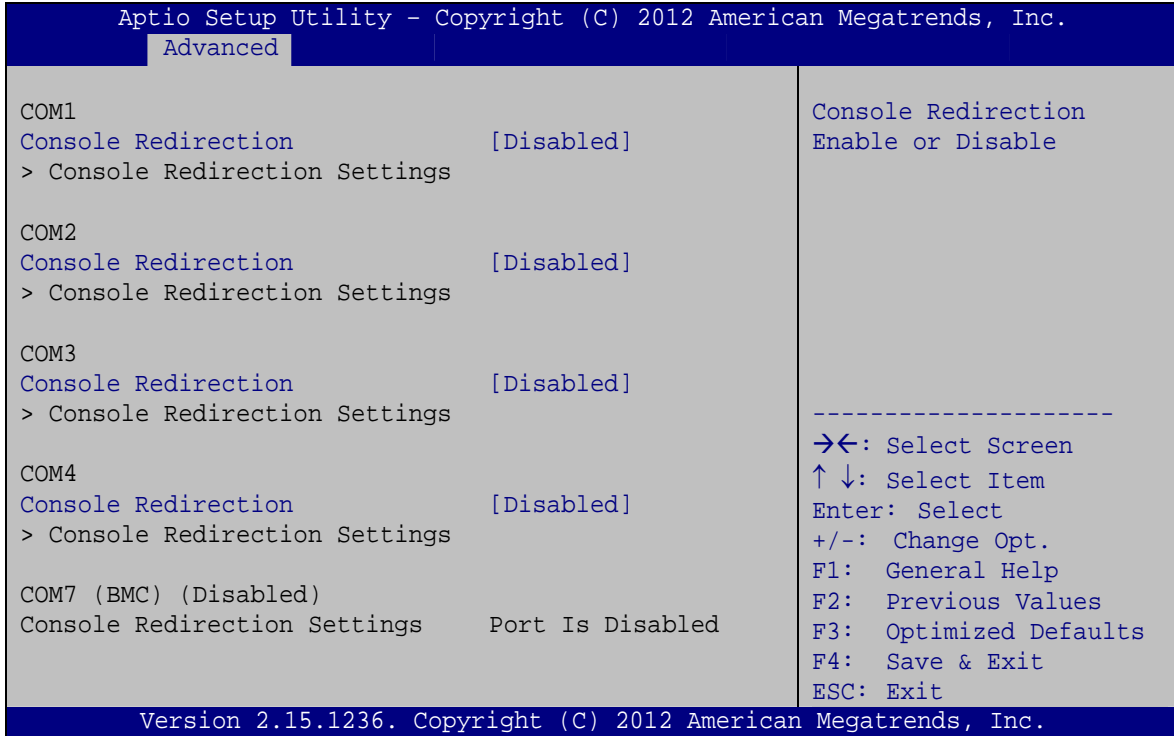 Aptio Setup Utility – Copyright (C) 2012 American Megatrends, Inc.
Advanced
COM1
Console Redirection [Disabled]
> Console Redirection Settings
COM2
Console Redirection [Disabled]
> Console Redirection Settings
COM3
Console Redirection [Disabled]
> Console Redirection Settings
COM4
Console Redirection [Disabled]
> Console Redirection Settings
COM7 (BMC) (Disabled)
Console Redirection Settings Port Is Disabled
Console Redirection
Enable or Disable
---------------------
→←: Select Screen
↑ ↓: Select Item
Enter: Select
+/-: Change Opt.
F1: General Help
F2: Previous Values
F3: Optimized Defaults
F4: Save & Exit
ESC: Exit
Version 2.15.1236. Copyright (C) 2012 American Megatrends, Inc.